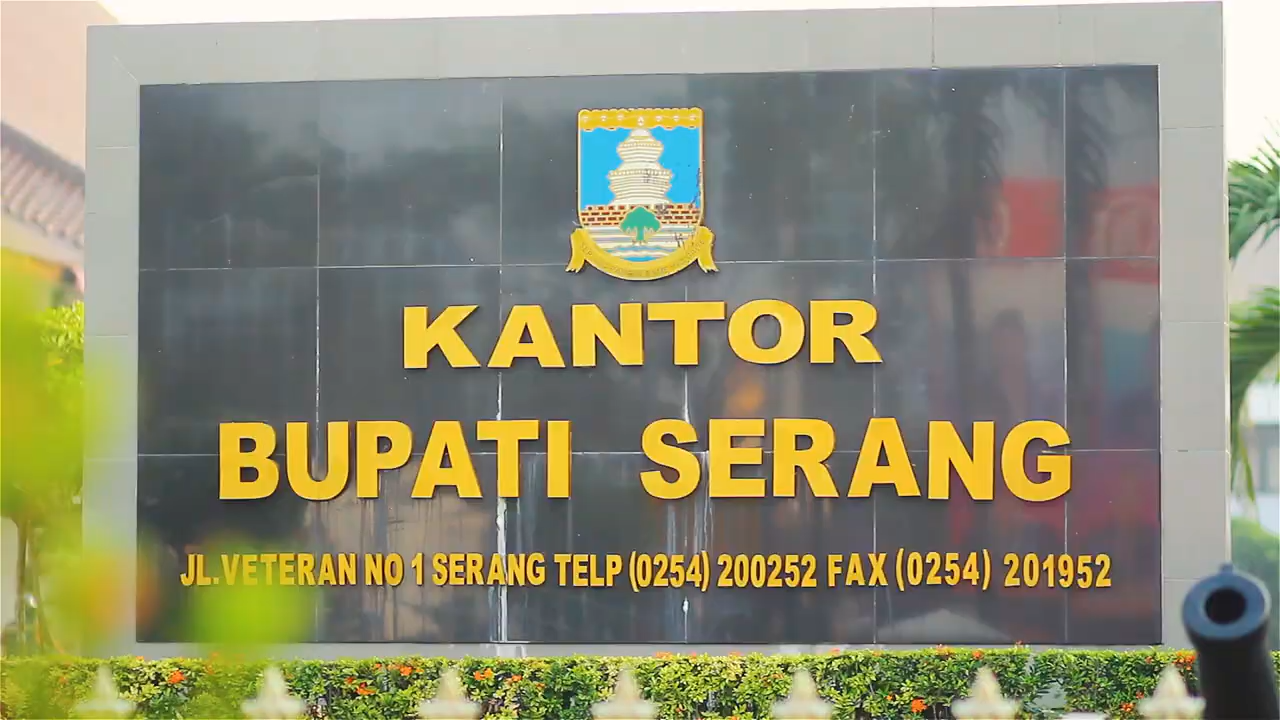 KANTOR
BUPATI SERANG
JL.VETERAN NO 1 SERANG TELP (0254) 200252 FAX (0254) 201952